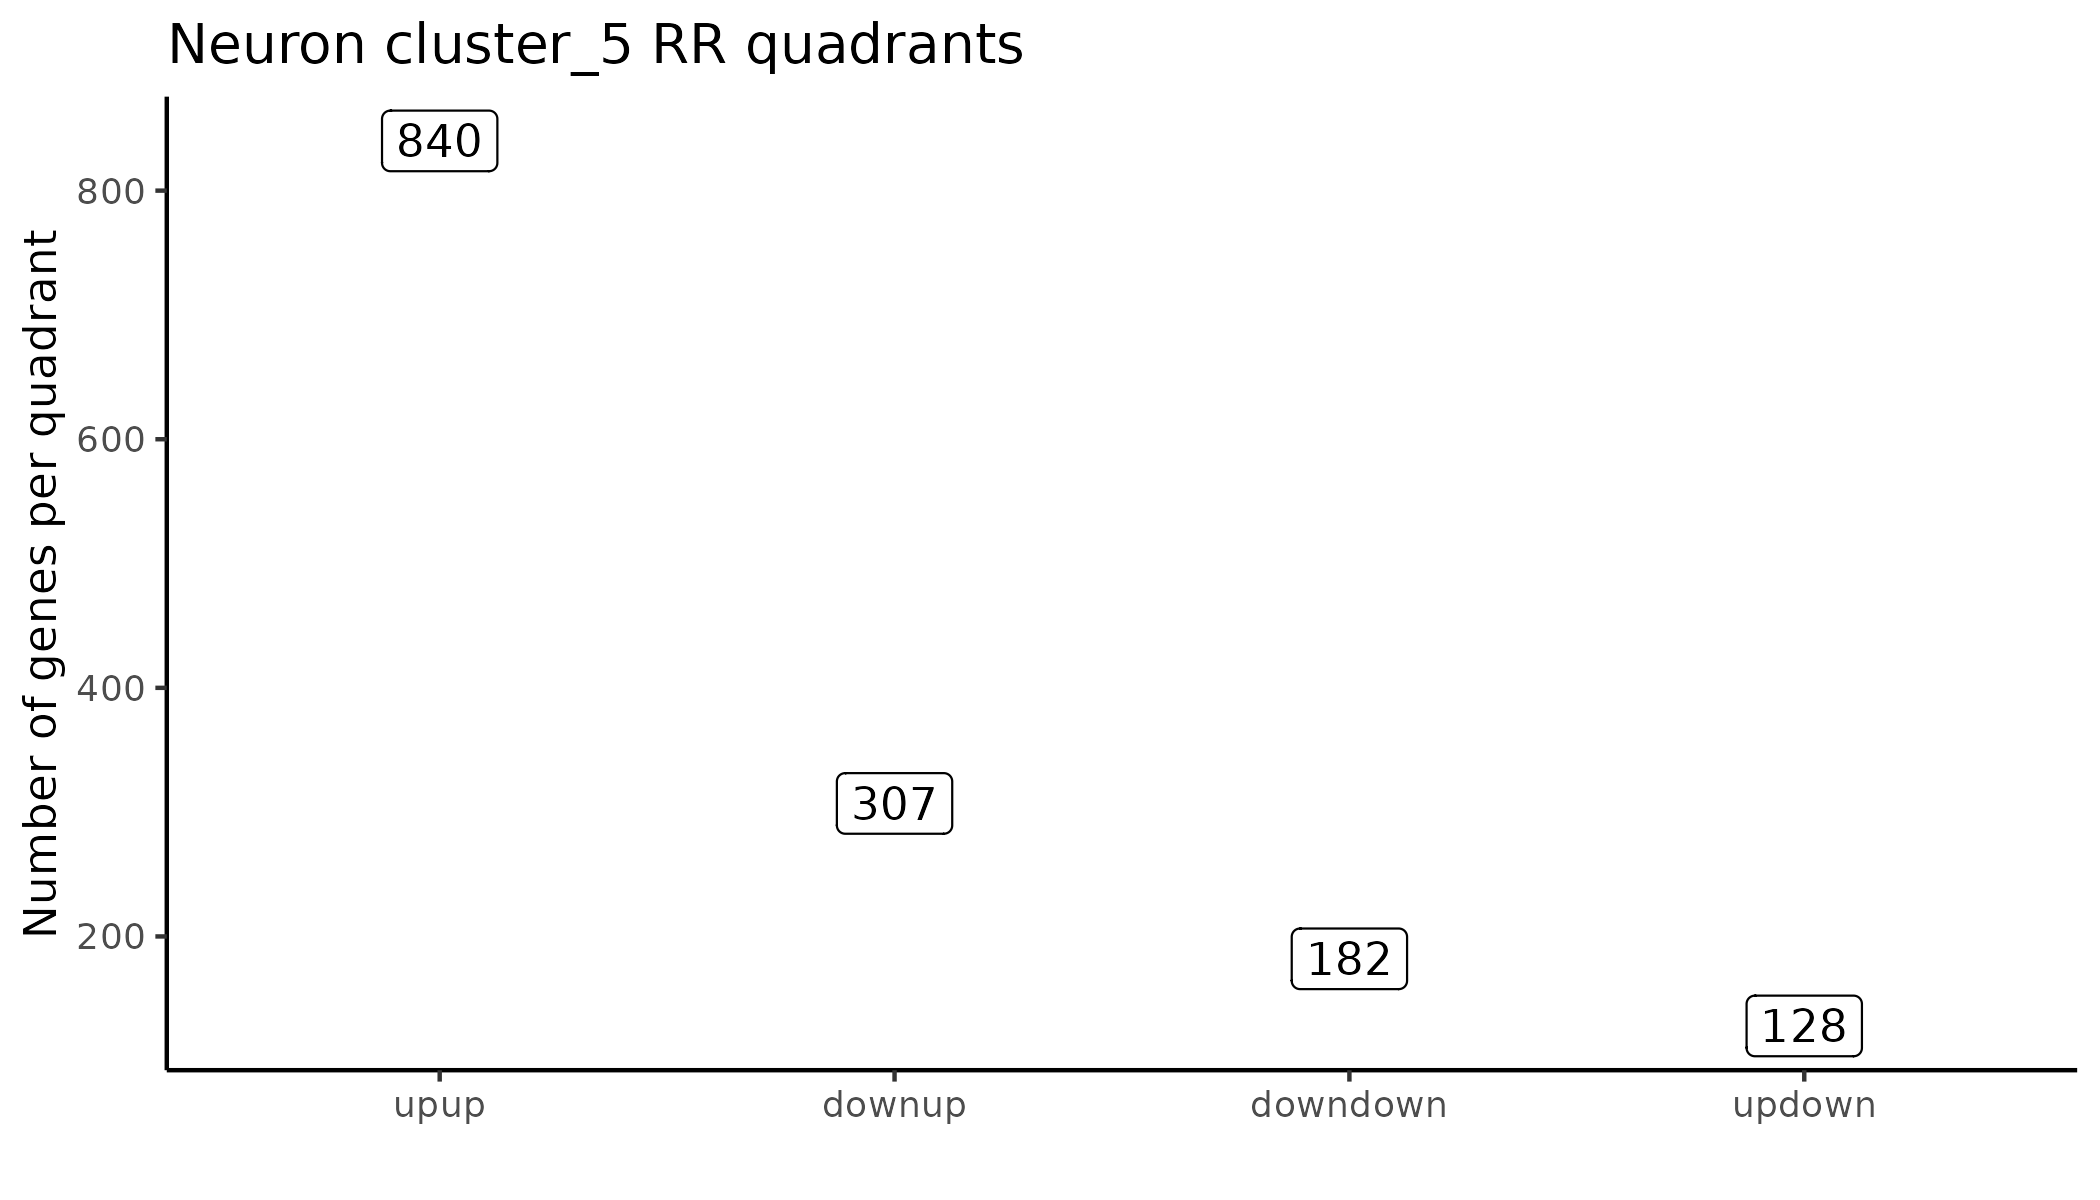 Neuron cluster_5 RR quadrants
Number of genes per quadrant
800
600
400
200
840
307
182
128
upup
downup
downdown
updown